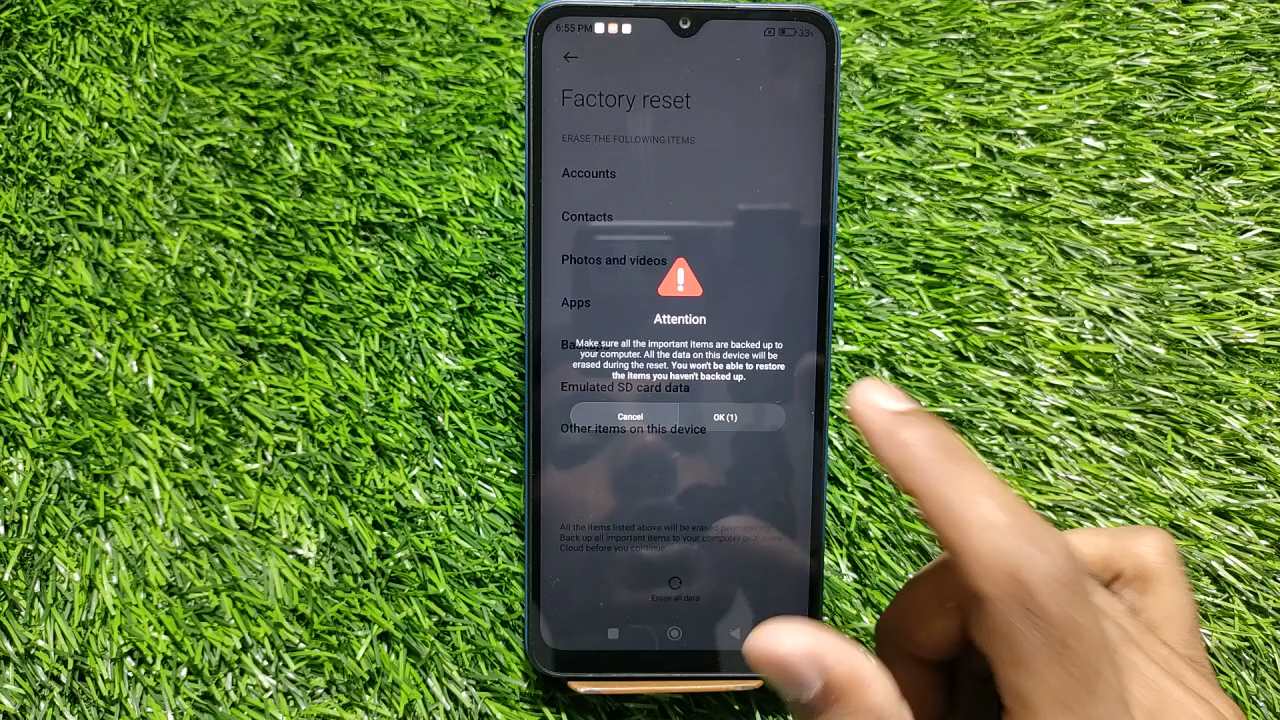 6:55 PM
33
Factory reset
ERASE THE FOLLOWING ITEMS
Accounts
Contacts
Photos and videos
Apps
Attention
Make sure all the important items are backed up to
your computer. All the data on this device will be
erased during the reset. You won't be able to restore
the items you haven't backed up.
Emulated SD card data
Cancel
OK (1)
Other items on this device
All the items listed above will be erased permanently.
Back up all important items to your computer or
Cloud before you continue.
Erase all data